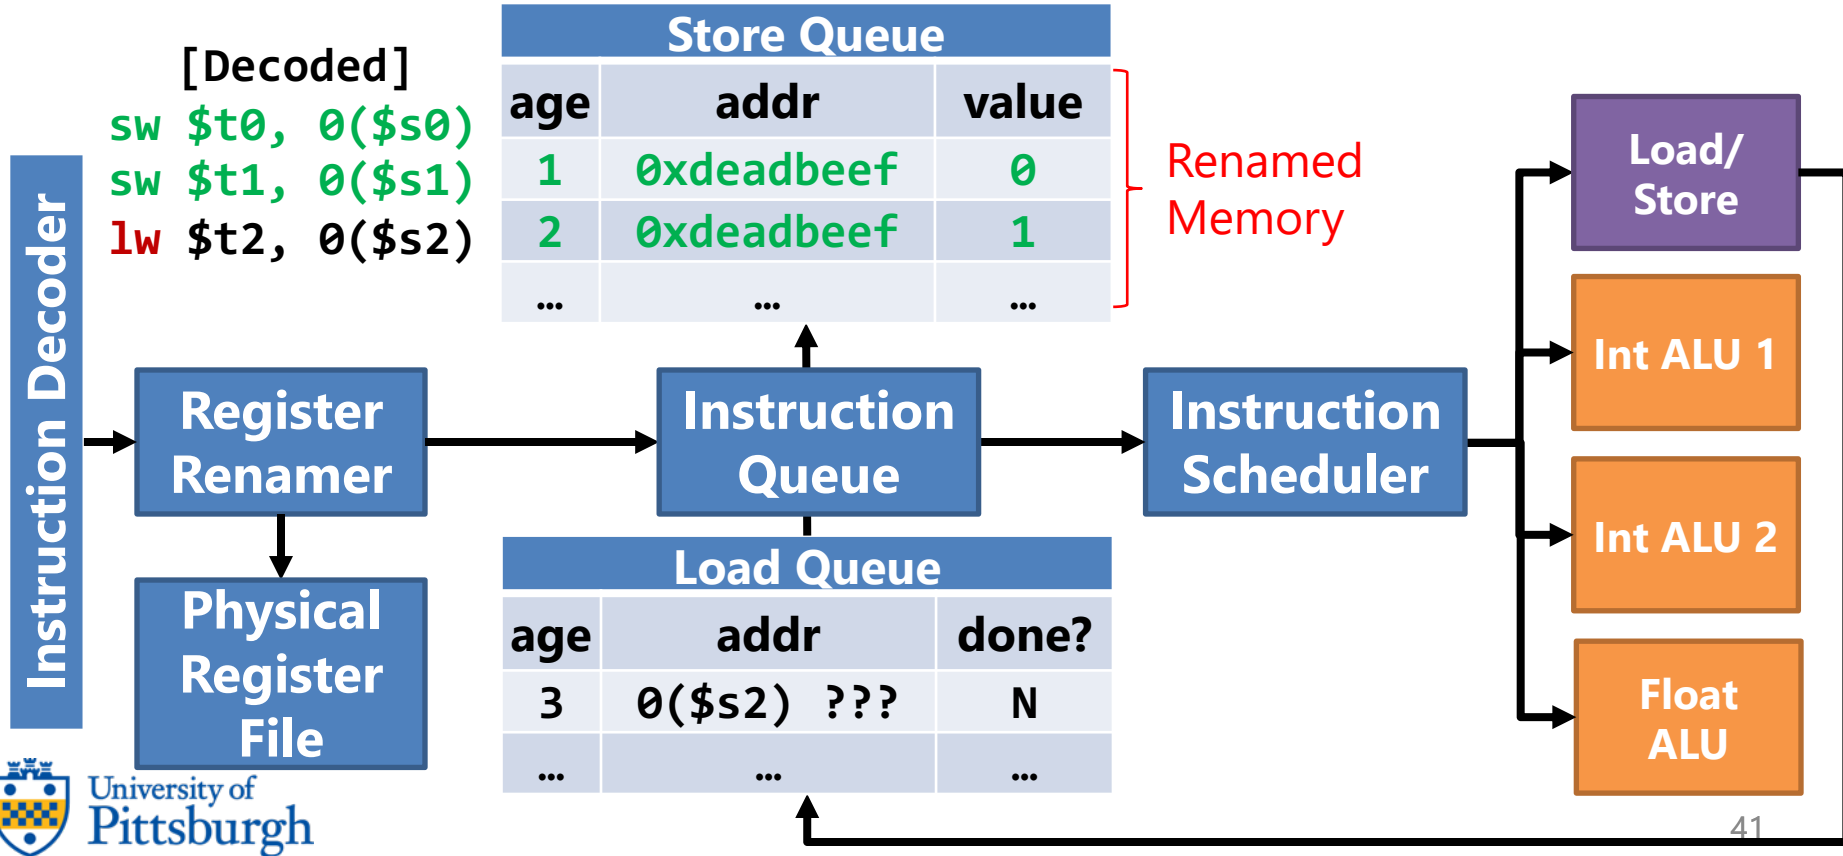 [Decoded]
sw $t0, 0($s0)
sw $t1, 0($s1)
lw $t2, 0($s2)
Store Queue
age addr value
1 0xdeadbeef 0
2 0xdeadbeef 1
… … …
Renamed
Memory
Instruction Decoder
Register
Renamer
Physical
Register
File
Instruction
Queue
Load Queue
age addr done?
3 0($s2) ??? N
… … …
Instruction
Scheduler
Load/
Store
Int ALU 1
Int ALU 2
Float
ALU
University of
Pittsburgh
41